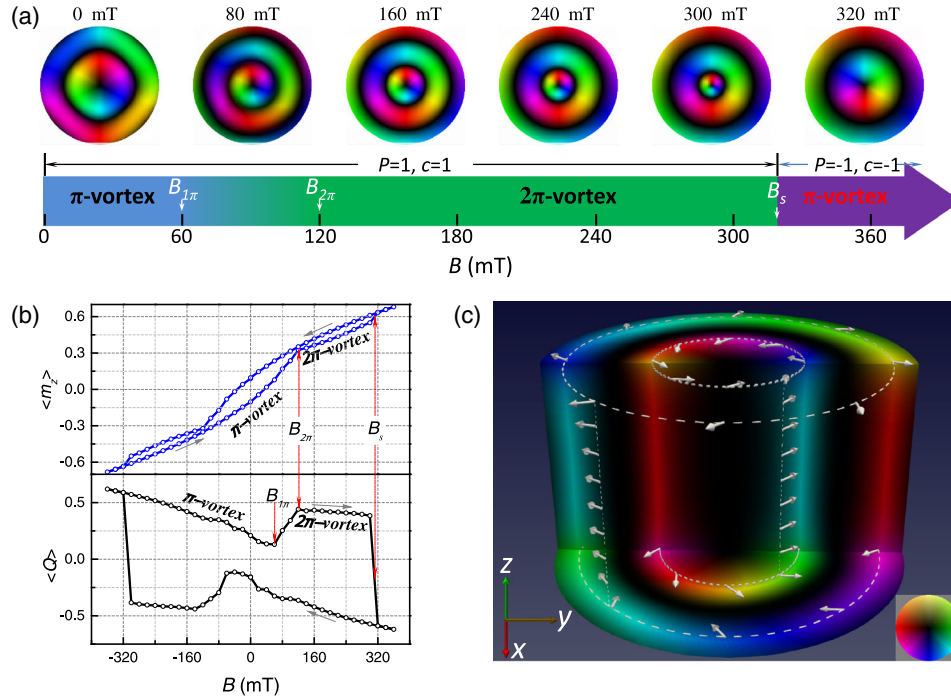 (a)
0 mT 80 mT 160 mT 240 mT 300 mT 320 mT
P=1, c=1 P=-1, c=-1
π-vortex B1π B2π 2π-vortex Bs π-vortex
0 60 120 180 240 300 360
B (mT)
(b)
<mz>
0.6
0.3
0.0
-0.3
-0.6
2π-vortex
π-vortex
B2π Bs
<Q>
0.5
0.0
-0.5
π-vortex
B1π
2π-vortex
-320 -160 0 160 320
B (mT)
(c)
z
y
x